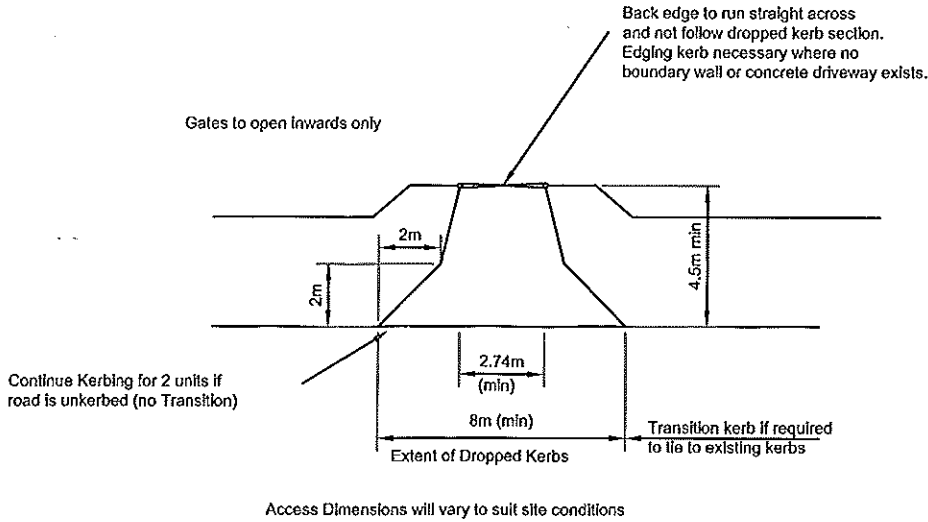 Back edge to run straight across
and not follow dropped kerb section.
Edging kerb necessary where no
boundary wall or concrete driveway exists.
Gates to open inwards only
2m
2m
4.5m min
2.74m
(min)
Continue Kerbing for 2 units if
road is unkerbed (no Transition)
8m (min)
Extent of Dropped Kerbs
Transition kerb if required
to tie to existing kerbs
Access Dimensions will vary to suit site conditions